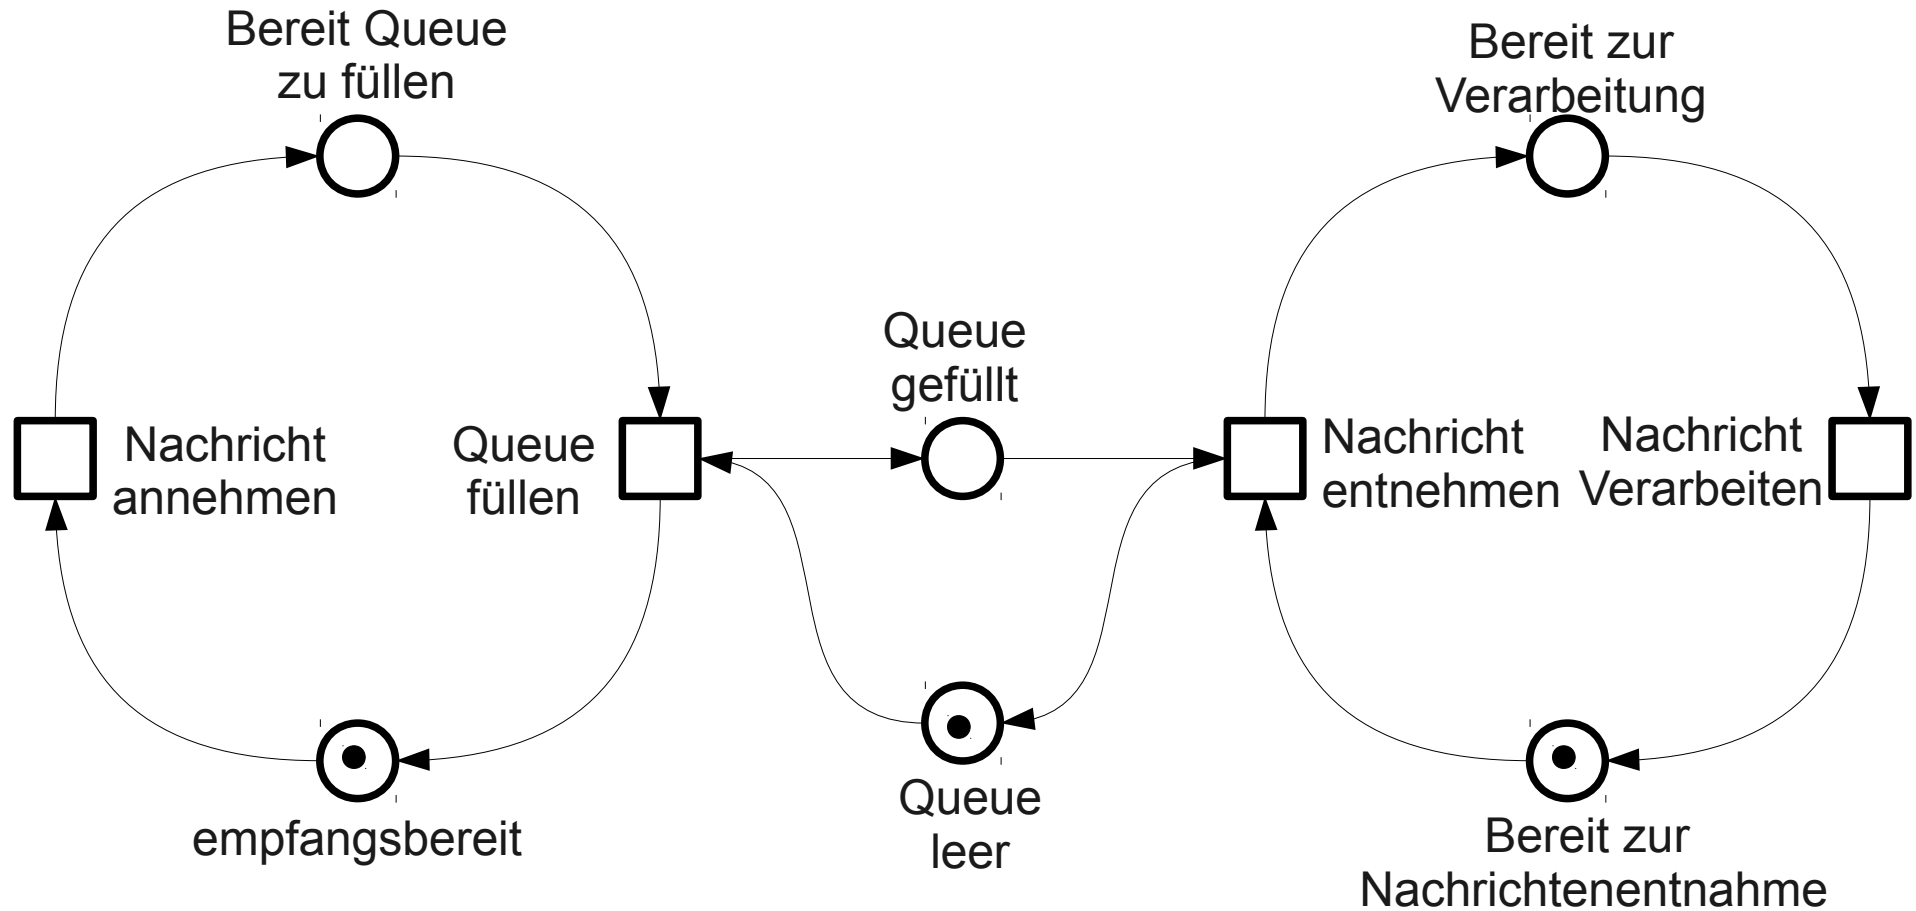 Bereit Queue
zu füllen
Bereit zur
Verarbeitung
Queue
gefüllt
Nachricht
annehmen
Queue
füllen
Nachricht
entnehmen
Nachricht
Verarbeiten
empfangsbereit
Queue
leer
Bereit zur
Nachrichtenentnahme